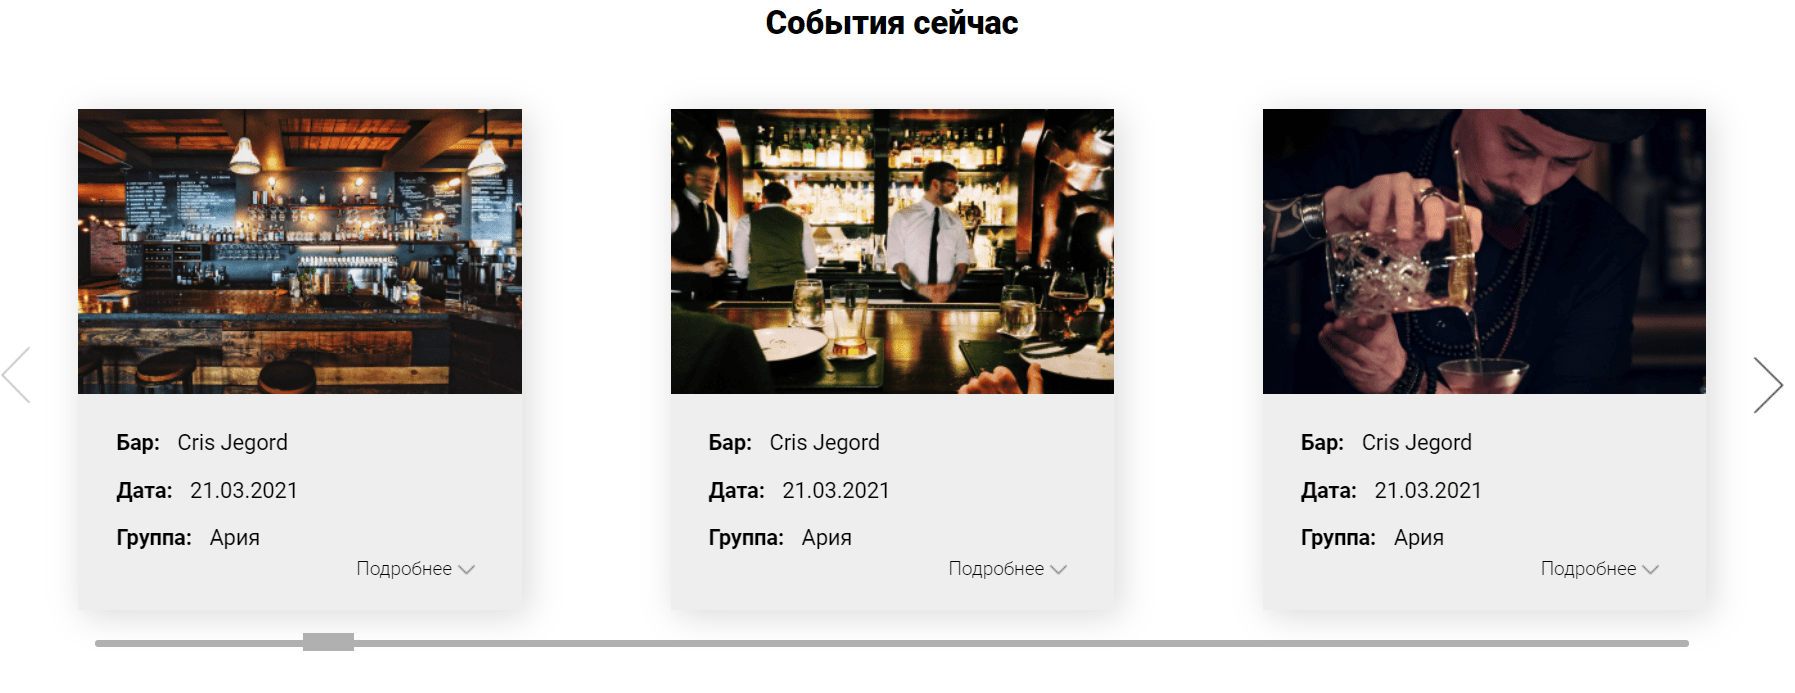 События сейчас
Бар: Cris Jegord
Дата: 21.03.2021
Группа: Ария
Подробнее
Бар: Cris Jegord
Дата: 21.03.2021
Группа: Ария
Подробнее
Бар: Cris Jegord
Дата: 21.03.2021
Группа: Ария
Подробнее